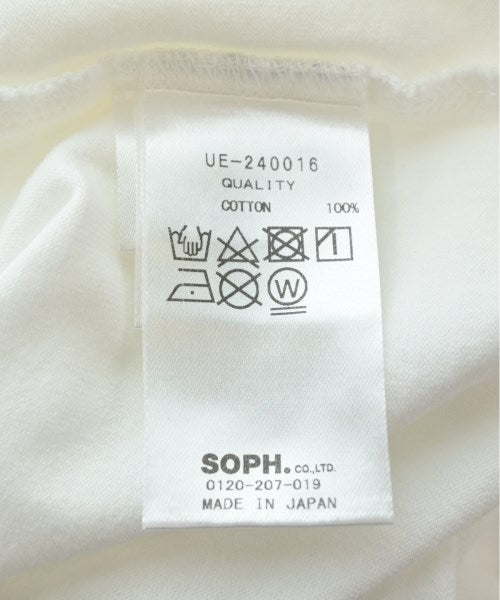 UE-240016
QUALITY
COTTON 100%
W
SOPH. CO.,LTD.
0120-207-019
MADE IN JAPAN